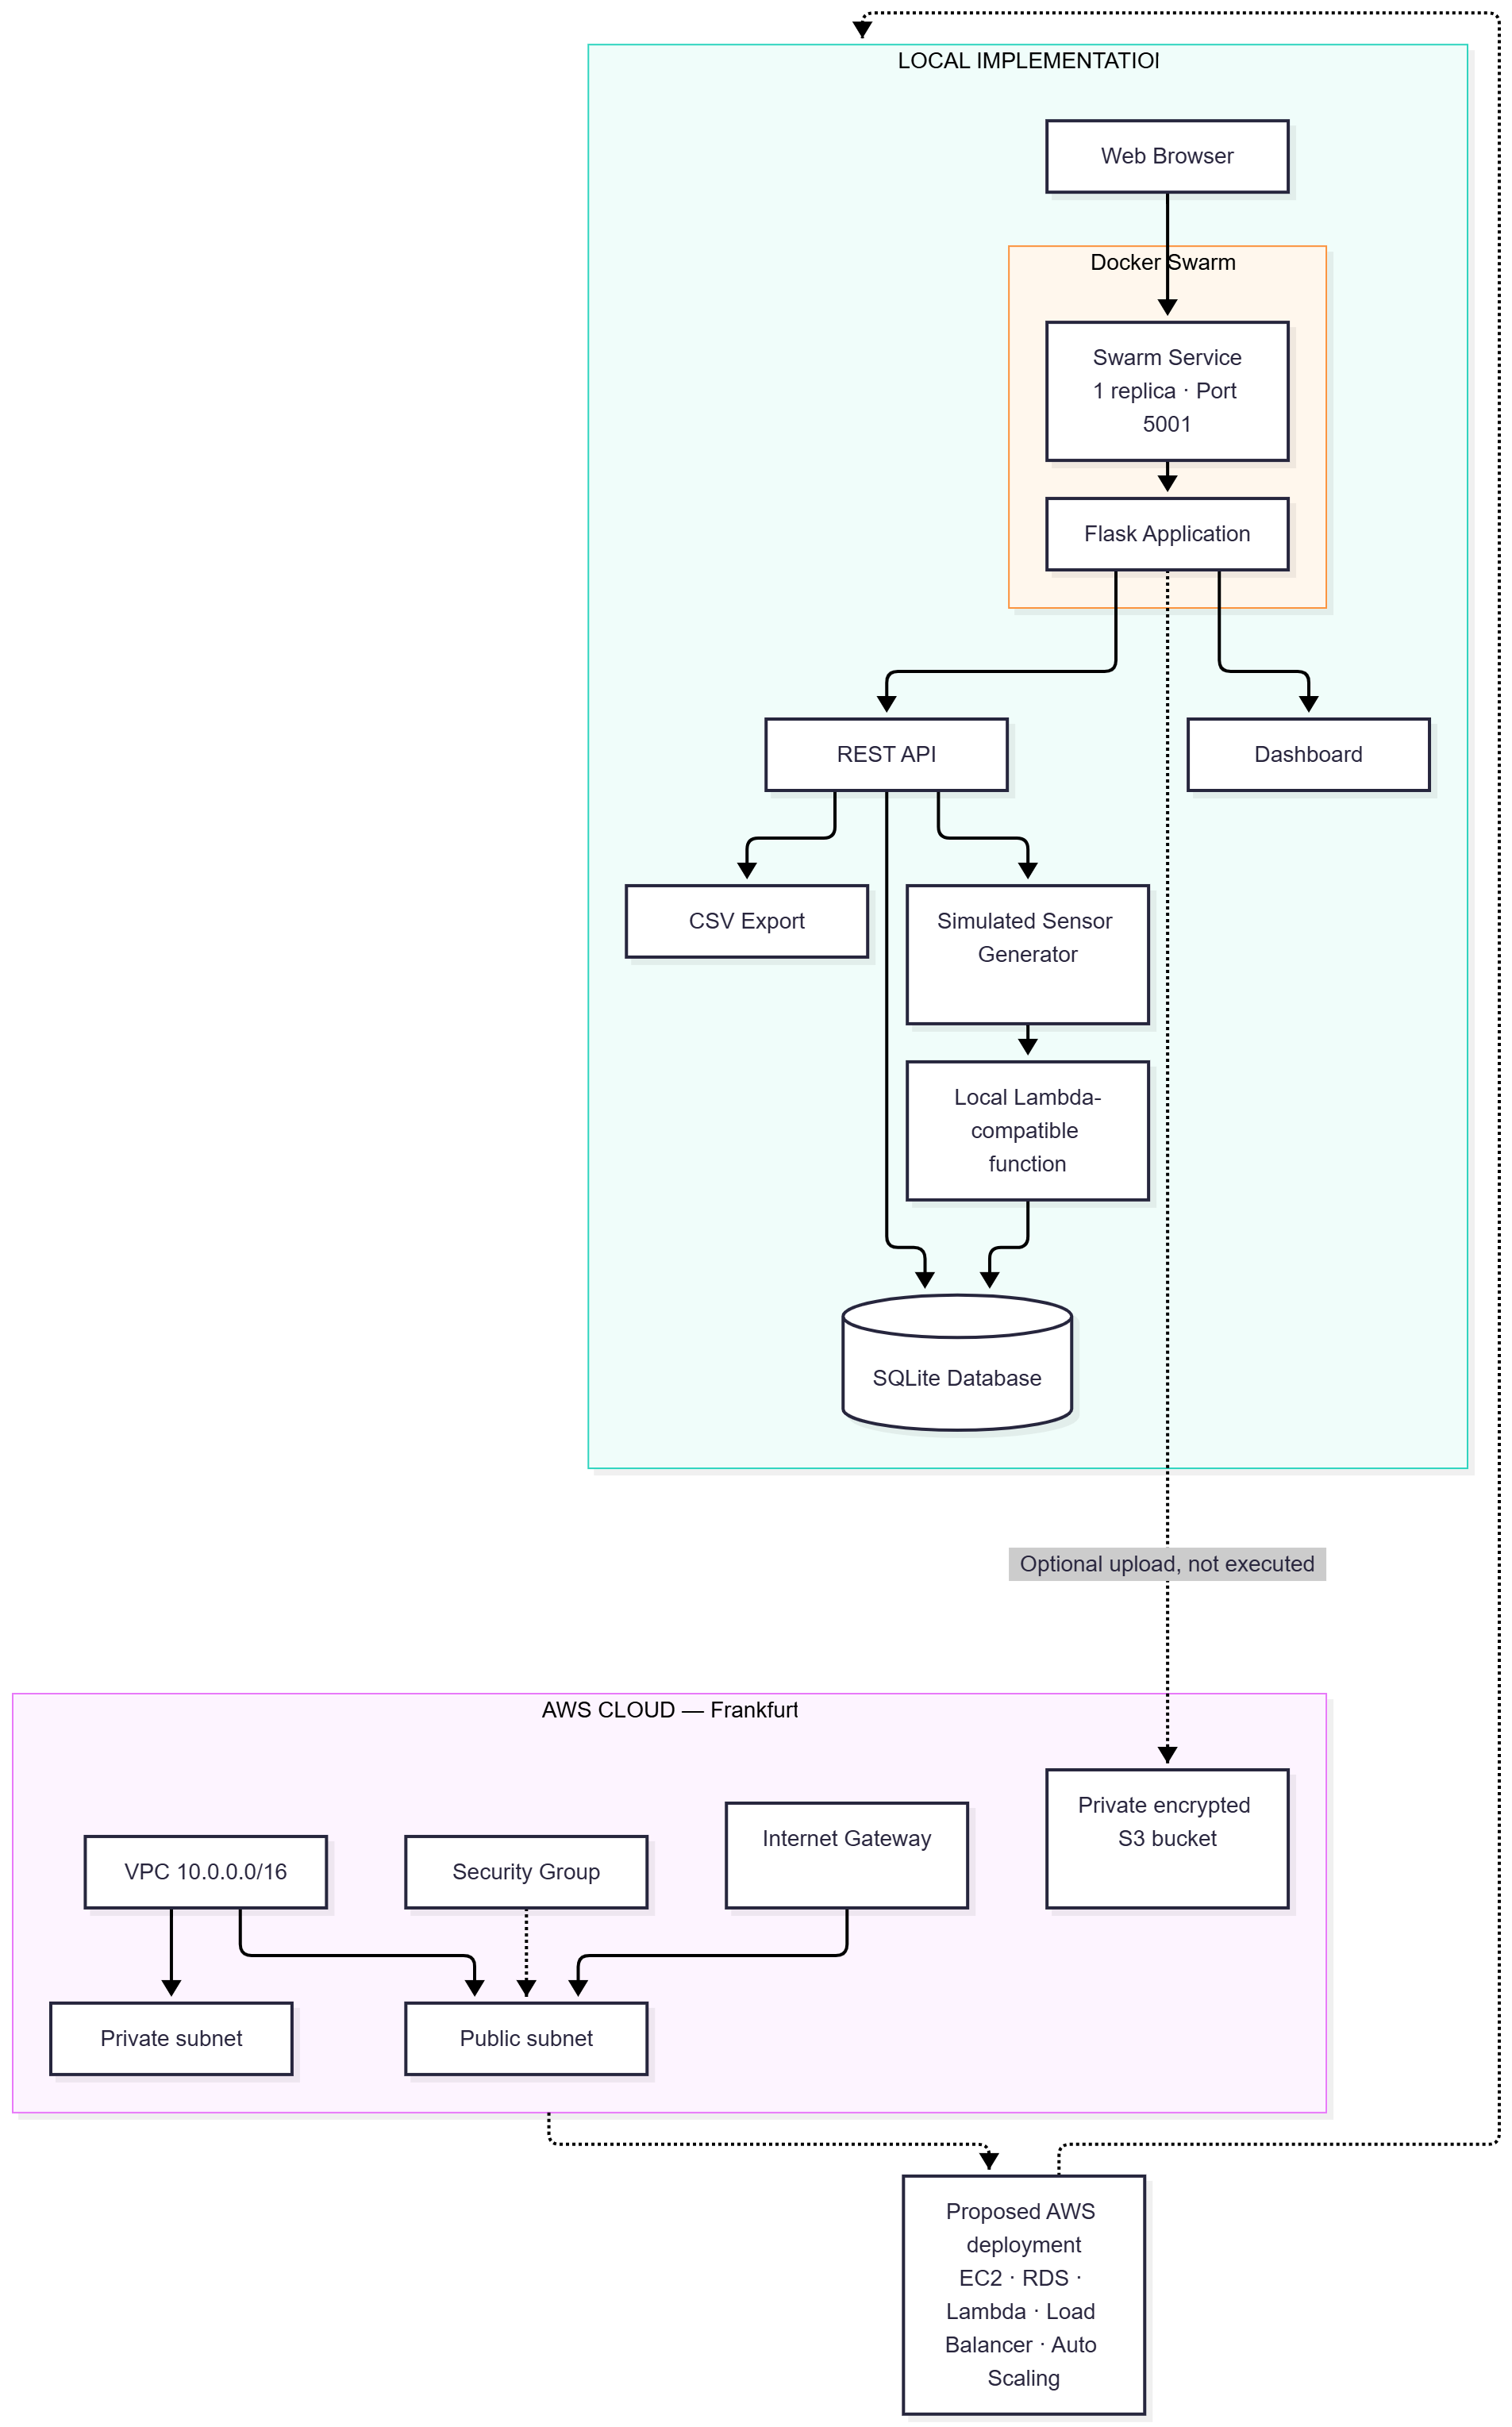 LOCAL IMPLEMENTATIO
Web Browser
Docker Swarm
Swarm Service
1 replica · Port
5001
Flask Application
REST API
Dashboard
CSV Export
Simulated Sensor
Generator
Local Lambda-
compatible
function
SQLite Database
Optional upload, not executed
AWS CLOUD — Frankfurt
Private encrypted
S3 bucket
Internet Gateway
VPC 10.0.0.0/16
Security Group
Private subnet
Public subnet
Proposed AWS
deployment
EC2 · RDS ·
Lambda · Load
Balancer · Auto
Scaling